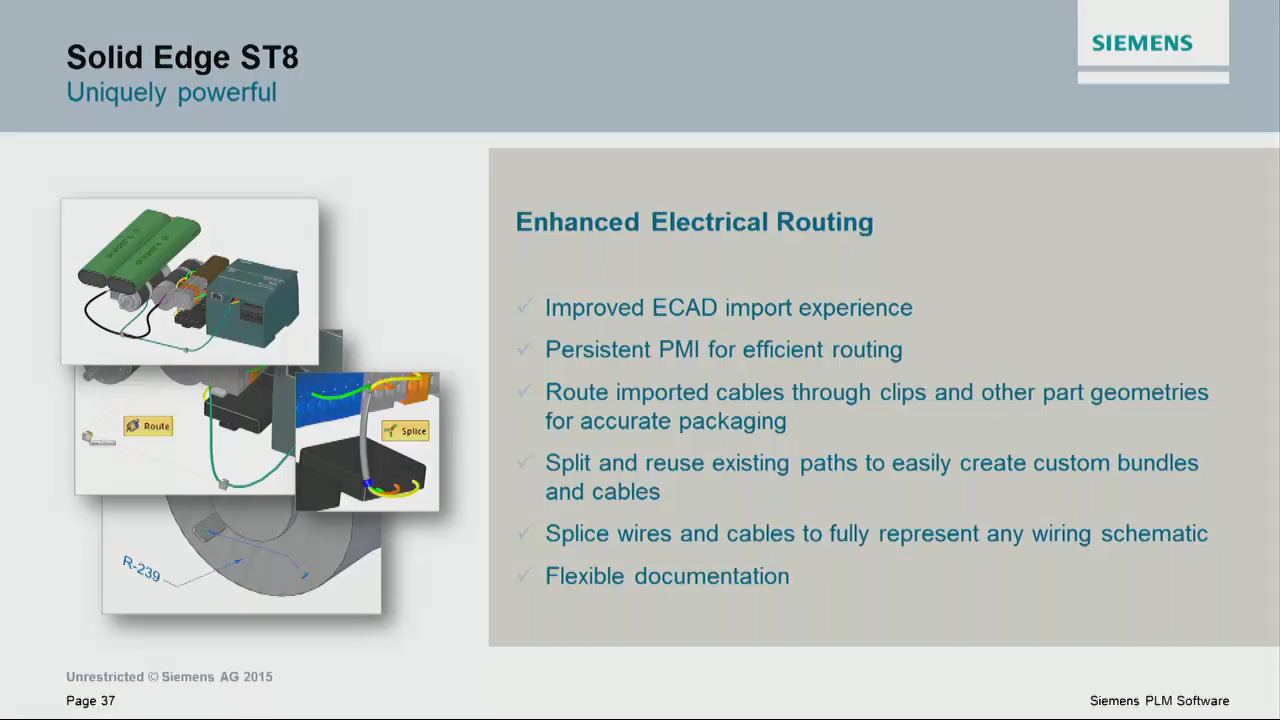 Solid Edge ST8
Uniquely powerful
SIEMENS
Enhanced Electrical Routing
Improved ECAD import experience
Persistent PMI for efficient routing
Route imported cables through clips and other part geometries
for accurate packaging
Split and reuse existing paths to easily create custom bundles
and cables
Splice wires and cables to fully represent any wiring schematic
Flexible documentation
Route
Splice
R-239
Unrestricted © Siemens AG 2015
Page 37
Siemens PLM Software